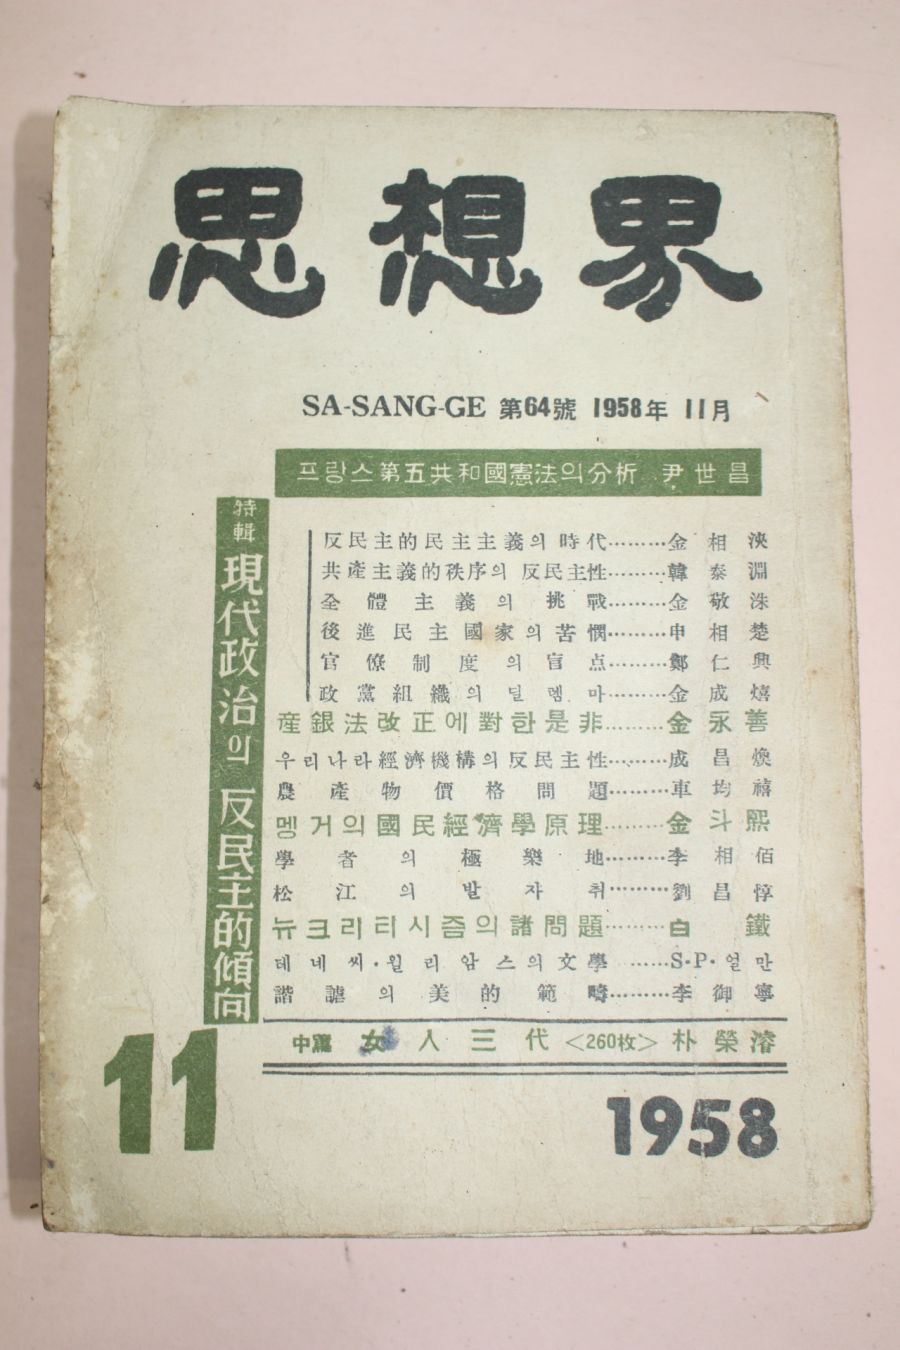 思想界
SA-SANG-GE 第64號 1958年 11月
프랑스第五共和國憲法의分析 尹世昌
特輯 現代政治의 反民主的傾向
反民主的民主主義의 時代………金相浹
共產主義的秩序의 反民主性………韓泰淵
全體主義의 挑戰………金敬洙
後進民主國家의 苦憫………申相楚
官僚制度의 盲点………鄭仁興
政黨組織의 딜렘마………金成熺
産銀法改正에對한是非………金永善
우리나라經濟機構의反民主性………成昌煥
農產物價格問題………車均禧
멩거의國民經濟學原理………金斗熙
學者의極樂地………李相佰
松江의발자취………劉昌惇
뉴크리티시즘의諸問題………白鐵
테네씨·윌리암스의文學……S·P·얼만
諧謔의美的範疇………李御寧
中篇 女人三代 <260枚> 朴榮濬
11
1958